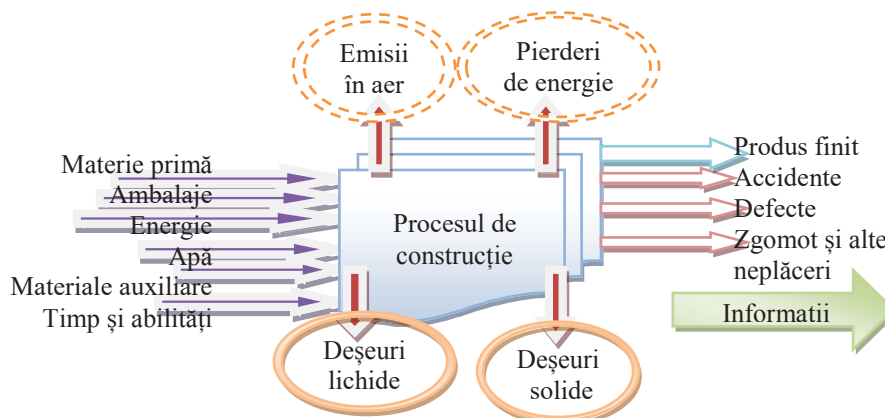 Emisii
în aer
Pierderi
de energie
Materie primă
Ambalaje
Energie
Apă
Materiale auxiliare
Timp și abilități
Procesul de
construcție
Produs finit
Accidente
Defecte
Zgomot și alte
neplăceri
Informatii
Deșeuri
lichide
Deșeuri
solide